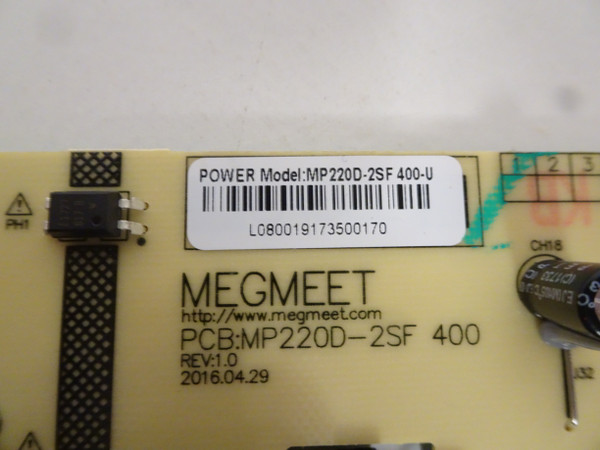 POWER Model:MP220D-2SF 400-U
L080019173500170
1 2 3
PH1
CH18
MEGMEET
http://www.megmeet.com
PCB:MP220D-2SF 400
REV:1.0
2016.04.29
J32